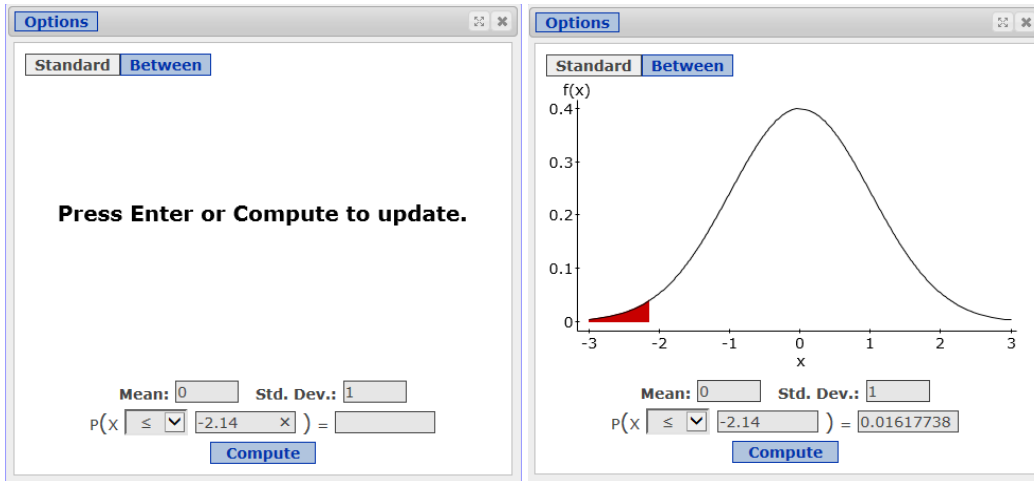 Options
Standard Between
Press Enter or Compute to update.
Mean: 0 Std. Dev.: 1
P(X ≤ -2.14 × ) =
Compute
Options
Standard Between
f(x)
0.4
0.3
0.2
0.1
0
-3 -2 -1 0 1 2 3
x
Mean: 0 Std. Dev.: 1
P(X ≤ -2.14 ) = 0.01617738
Compute